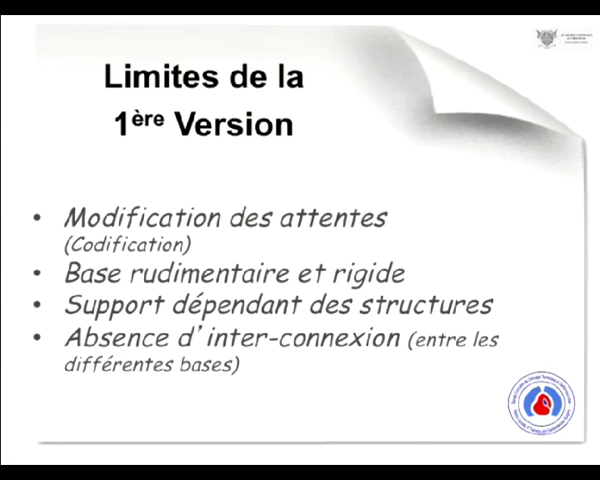 Limites de la
1ère Version
• Modification des attentes
(Codification)
• Base rudimentaire et rigide
• Support dépendant des structures
• Absence d’inter-connexion (entre les
différentes bases)